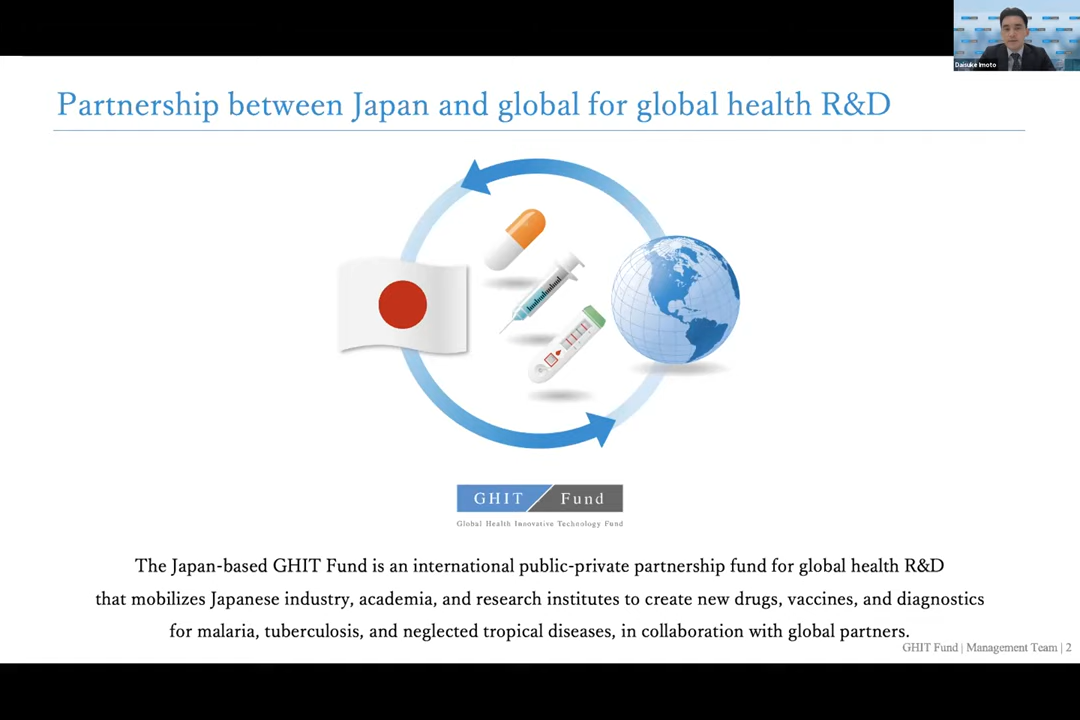 Daisuke Imoto
Partnership between Japan and global for global health R&D
GHIT Fund
Global Health Innovative Technology Fund
The Japan-based GHIT Fund is an international public-private partnership fund for global health R&D
that mobilizes Japanese industry, academia, and research institutes to create new drugs, vaccines, and diagnostics
for malaria, tuberculosis, and neglected tropical diseases, in collaboration with global partners.
GHIT Fund | Management Team | 2